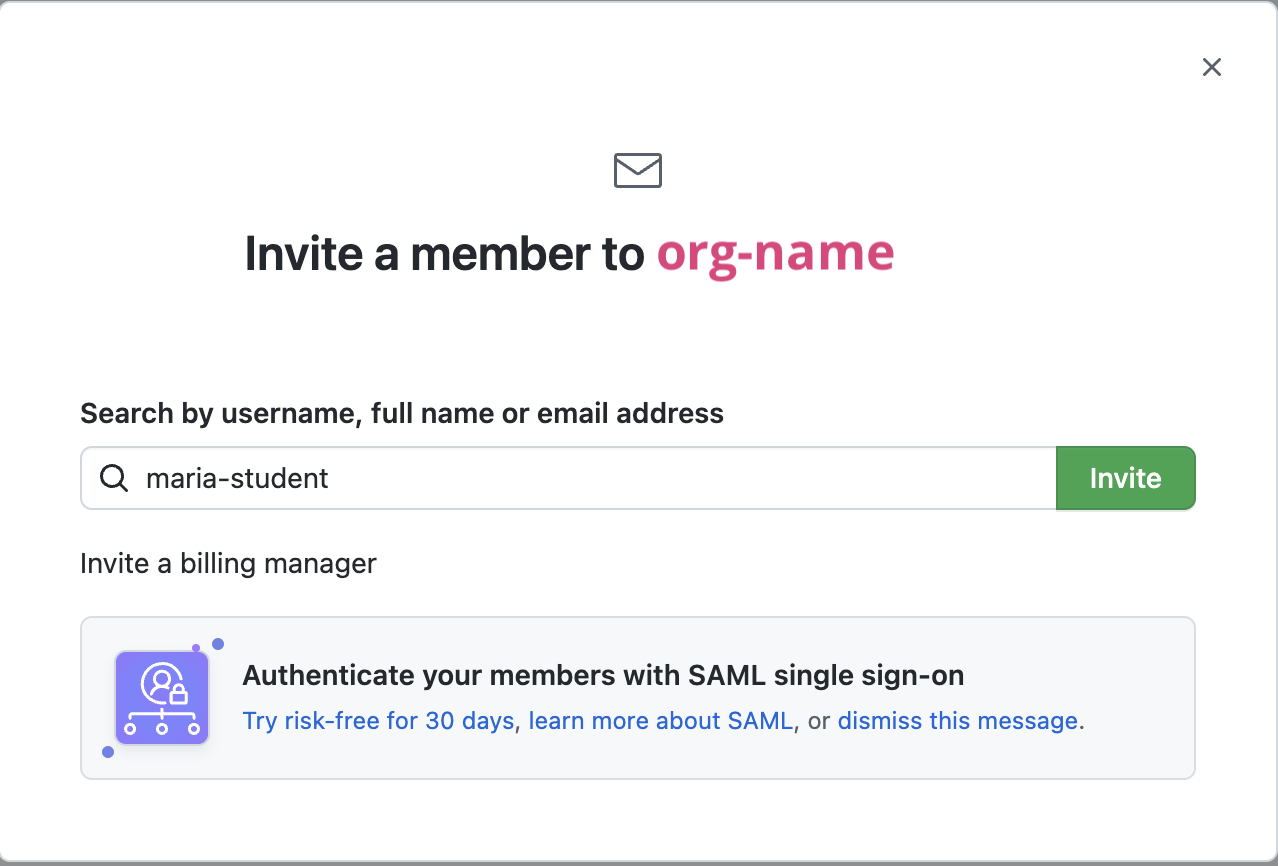 Invite a member to org-name
Search by username, full name or email address
maria-student
Invite
Invite a billing manager
Authenticate your members with SAML single sign-on
Try risk-free for 30 days, learn more about SAML, or dismiss this message.